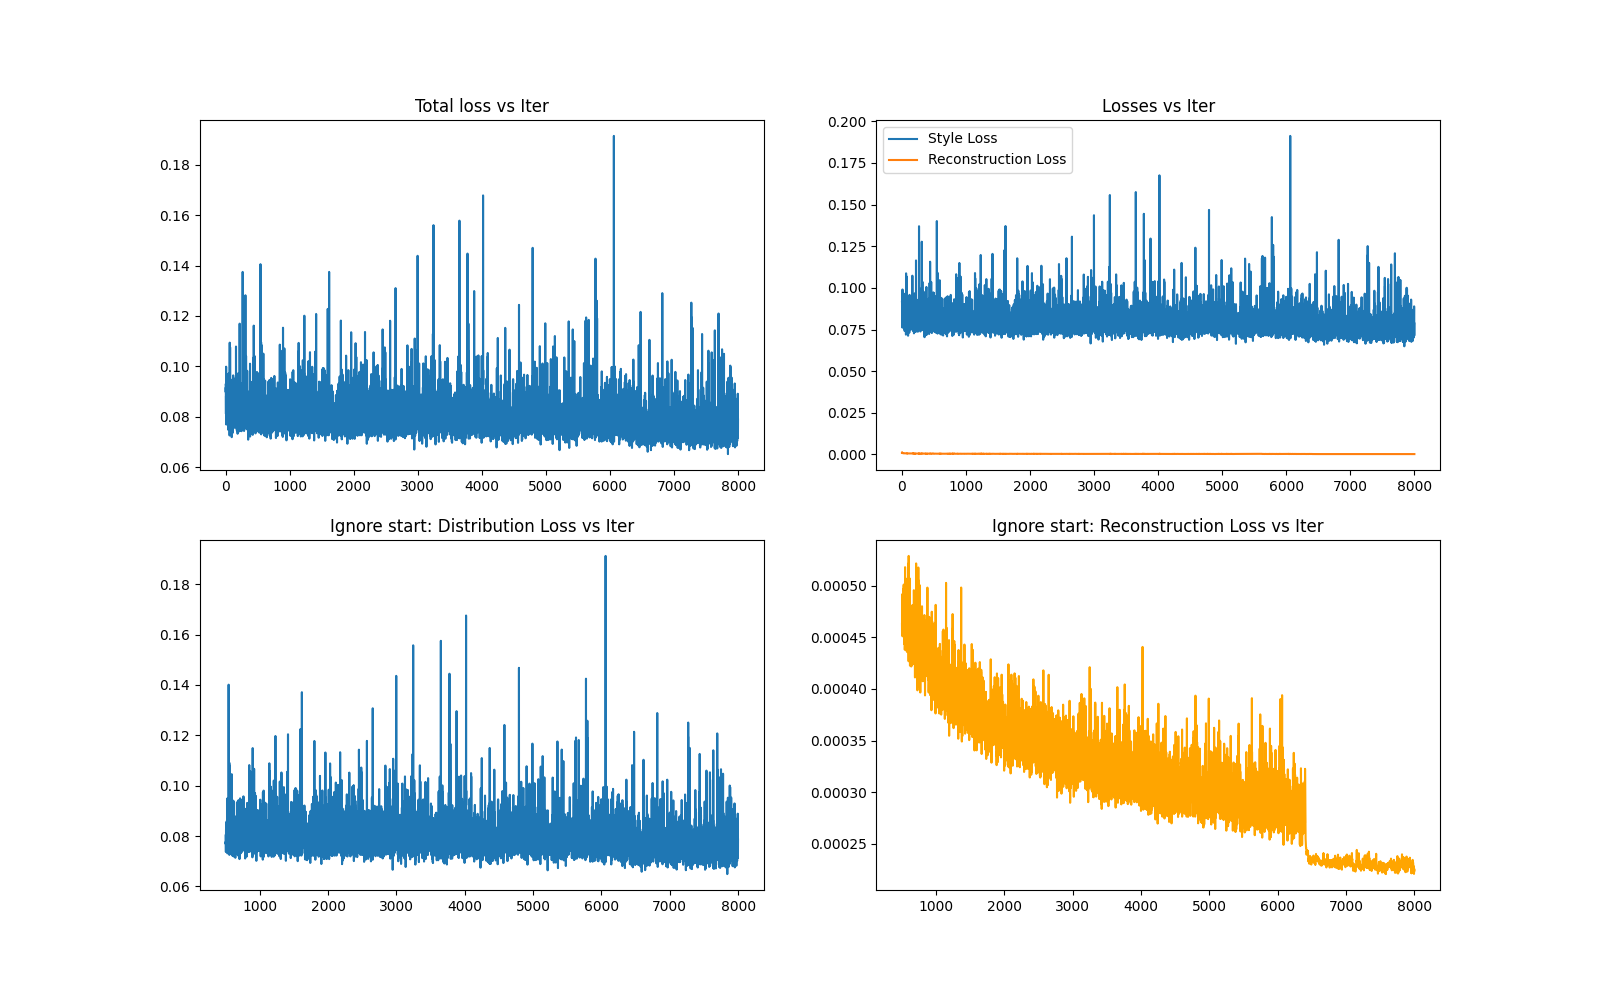 Total loss vs Iter
0.18
0.16
0.14
0.12
0.10
0.08
0.06
0 1000 2000 3000 4000 5000 6000 7000 8000
Losses vs Iter
Style Loss
Reconstruction Loss
0.200
0.175
0.150
0.125
0.100
0.075
0.050
0.025
0.000
0 1000 2000 3000 4000 5000 6000 7000 8000
Ignore start: Distribution Loss vs Iter
0.18
0.16
0.14
0.12
0.10
0.08
0.06
1000 2000 3000 4000 5000 6000 7000 8000
Ignore start: Reconstruction Loss vs Iter
0.00050
0.00045
0.00040
0.00035
0.00030
0.00025
1000 2000 3000 4000 5000 6000 7000 8000